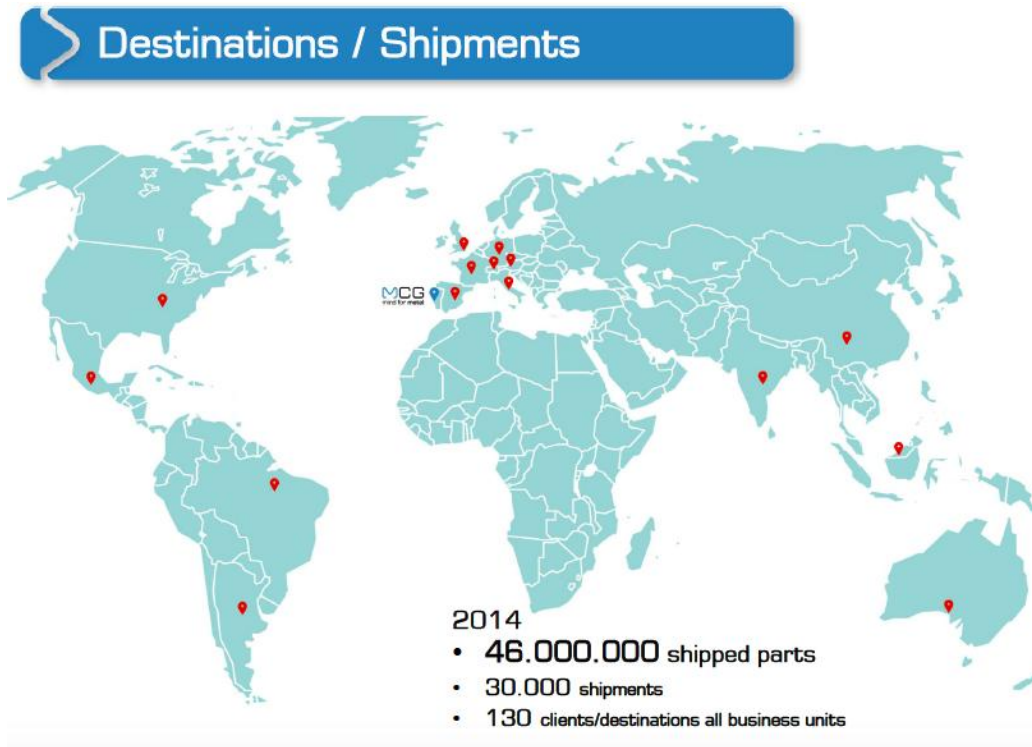 Destinations / Shipments
MCG
mind for metal
2014
• 46.000.000 shipped parts
• 30.000 shipments
• 130 clients/destinations all business units